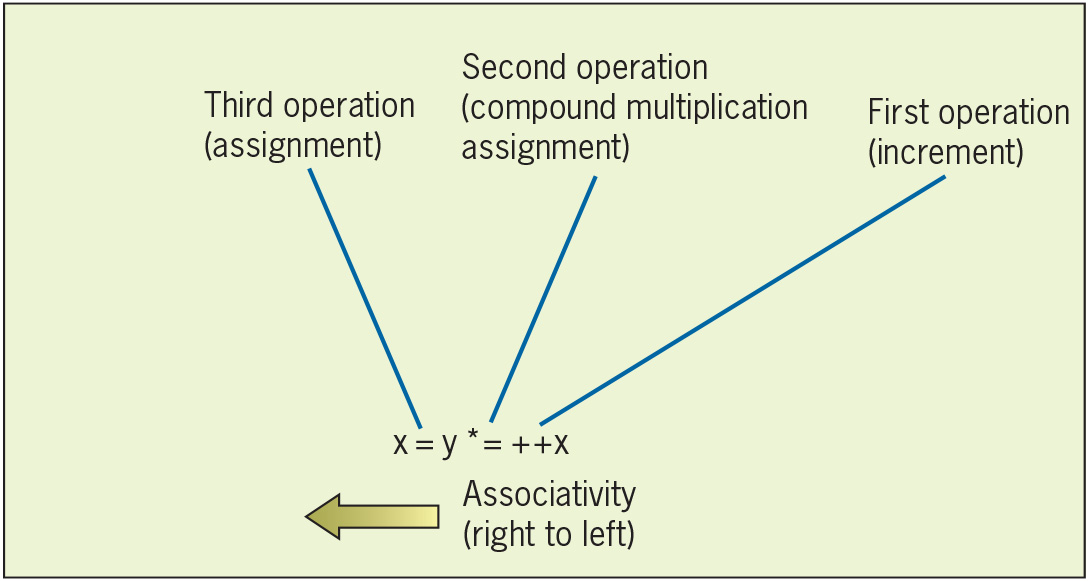 Third operation
(assignment)
Second operation
(compound multiplication
assignment)
First operation
(increment)
x = y *= ++x
Associativity
(right to left)